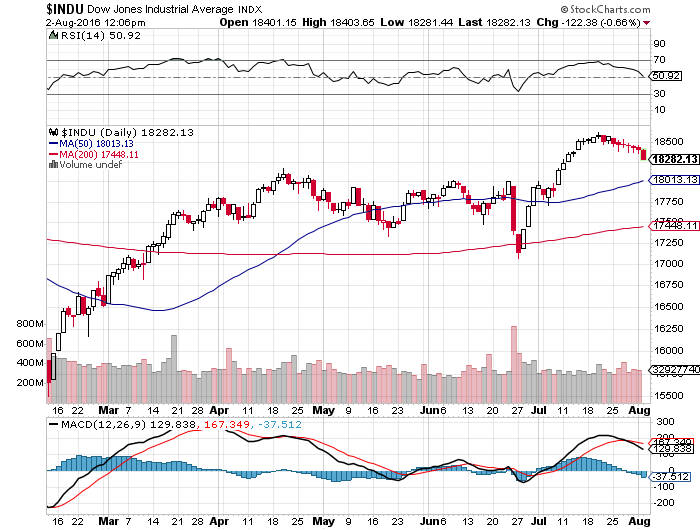 $INDU Dow Jones Industrial Average INDX
© StockCharts.com
2-Aug-2016 12:06pm
Open 18401.15 High 18403.65 Low 18281.44 Last 18282.13 Chg -122.38 (-0.66%)
RSI(14) 50.92
90
70
50.92
30
10
$INDU (Daily) 18282.13
MA(50) 18013.13
MA(200) 17448.11
Volume undef
18500
18282.13
18013.13
17750
17500
17448.11
17250
17000
16750
16500
16250
16000
15750
15500
800M
600M
400M
200M
32927740
16 22 Mar 7 14 21 28 Apr 11 18 25 May 9 16 23 Jun 6 13 20 27 Jul 11 18 25 Aug
MACD(12,26,9) 129.838, 167.349, -37.512
300
200
167.349
129.838
0
-37.512
-100
-200
16 22 Mar 7 14 21 28 Apr 11 18 25 May 9 16 23 Jun 6 13 20 27 Jul 11 18 25 Aug